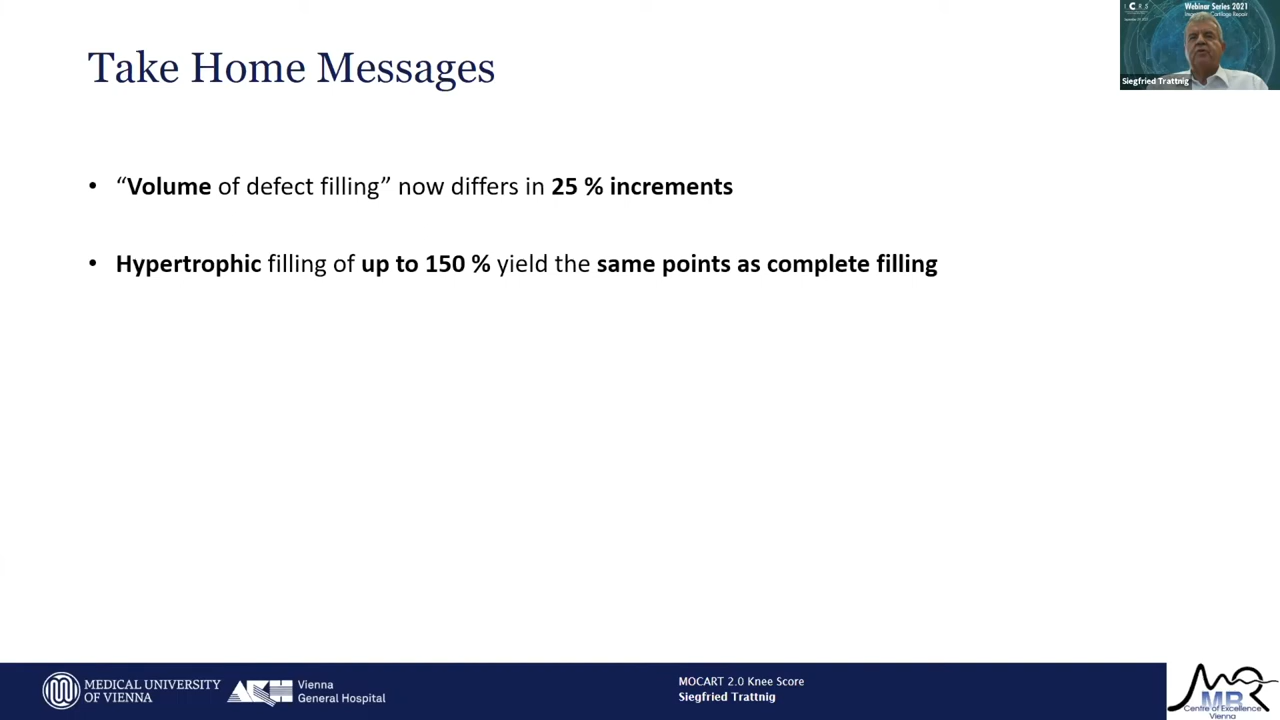 I C R S
Webinar Series 2021
Siegfried Trattnig
Take Home Messages
• “Volume of defect filling” now differs in 25 % increments
• Hypertrophic filling of up to 150 % yield the same points as complete filling
MEDICAL UNIVERSITY
OF VIENNA
AKH
Vienna
General Hospital
MOCART 2.0 Knee Score
Siegfried Trattnig
MR
Centre of Excellence
Vienna